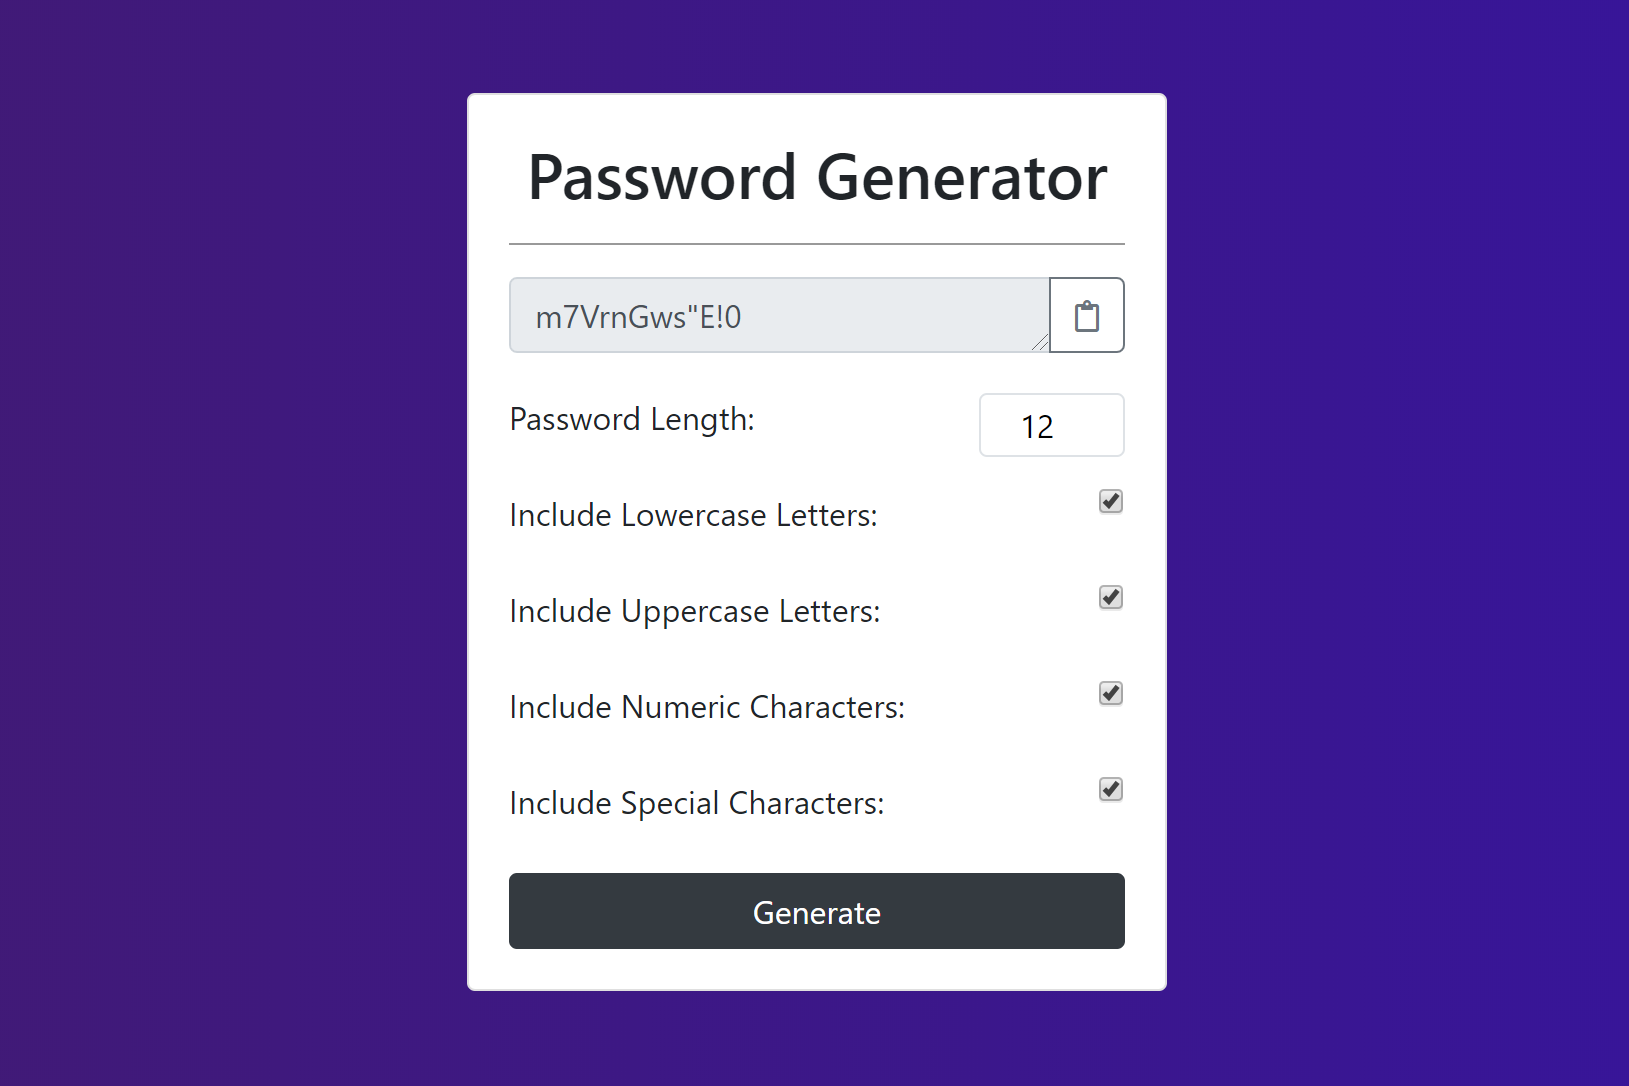 Password Generator
m7VrnGws"E!0
Password Length: 12
Include Lowercase Letters:
Include Uppercase Letters:
Include Numeric Characters:
Include Special Characters:
Generate